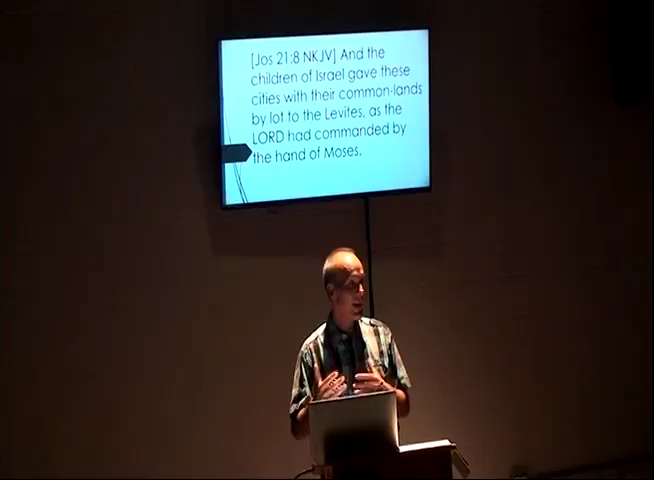 [Jos 21:8 NKJV] And the
children of Israel gave these
cities with their common-lands
by lot to the Levites, as the
LORD had commanded by
the hand of Moses.